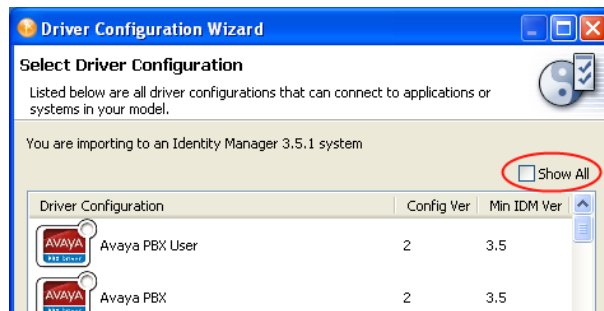 Driver Configuration Wizard
Select Driver Configuration
Listed below are all driver configurations that can connect to applications or
systems in your model.
You are importing to an Identity Manager 3.5.1 system
Show All
Driver Configuration Config Ver Min IDM Ver
AVAYA
PBX Driver
Avaya PBX User 2 3.5
AVAYA
Avaya PBX 2 3.5